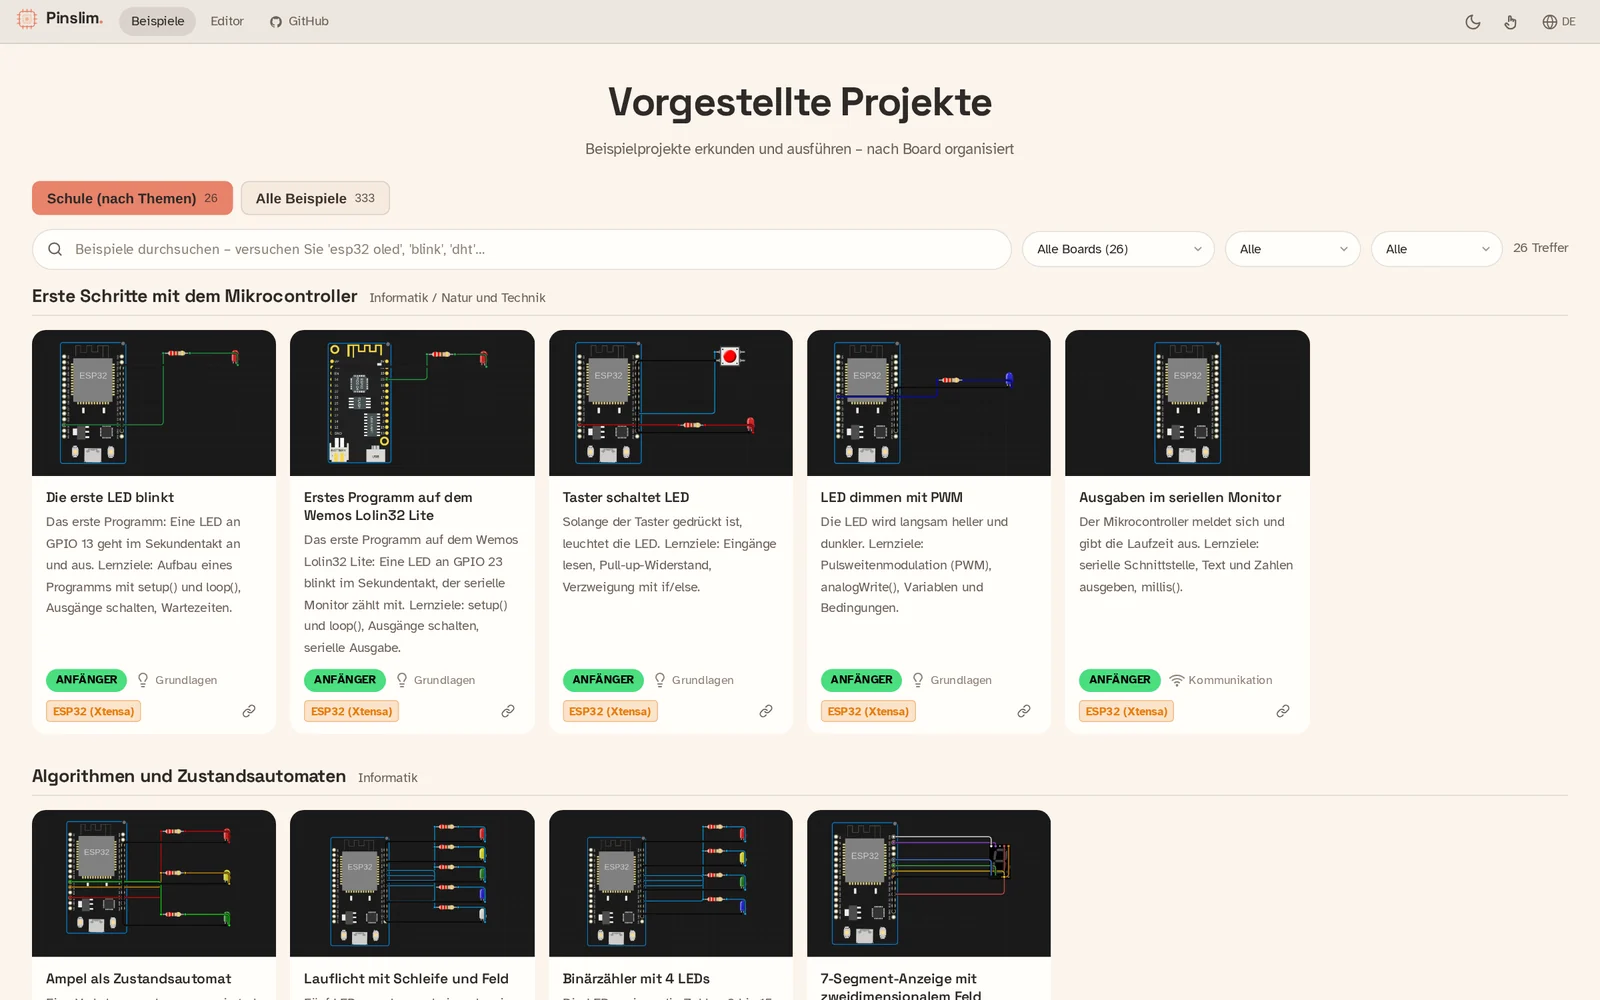 Pinslim.
Beispiele
Editor
GitHub
DE
Vorgestellte Projekte
Beispielprojekte erkunden und ausführen – nach Board organisiert
Schule (nach Themen) 26
Alle Beispiele 333
Beispiele durchsuchen – versuchen Sie 'esp32 oled', 'blink', 'dht'...
Alle Boards (26)
Alle
Alle
26 Treffer
Erste Schritte mit dem Mikrocontroller Informatik / Natur und Technik
ESP32
Die erste LED blinkt
Das erste Programm: Eine LED an
GPIO 13 geht im Sekundentakt an
und aus. Lernziele: Aufbau eines
Programms mit setup() und loop(),
Ausgänge schalten, Wartezeiten.
ANFÄNGER Grundlagen
ESP32 (Xtensa)
Erstes Programm auf dem
Wemos Lolin32 Lite
Das erste Programm auf dem Wemos
Lolin32 Lite: Eine LED an GPIO 23
blinkt im Sekundentakt, der serielle
Monitor zählt mit. Lernziele: setup()
und loop(), Ausgänge schalten,
serielle Ausgabe.
ANFÄNGER Grundlagen
ESP32 (Xtensa)
ESP32
Taster schaltet LED
Solange der Taster gedrückt ist,
leuchtet die LED. Lernziele: Eingänge
lesen, Pull-up-Widerstand,
Verzweigung mit if/else.
ANFÄNGER Grundlagen
ESP32 (Xtensa)
ESP32
LED dimmen mit PWM
Die LED wird langsam heller und
dunkler. Lernziele:
Pulsweitenmodulation (PWM),
analogWrite(), Variablen und
Bedingungen.
ANFÄNGER Grundlagen
ESP32 (Xtensa)
ESP32
Ausgaben im seriellen Monitor
Der Mikrocontroller meldet sich und
gibt die Laufzeit aus. Lernziele:
serielle Schnittstelle, Text und Zahlen
ausgeben, millis().
ANFÄNGER Kommunikation
ESP32 (Xtensa)
Algorithmen und Zustandsautomaten Informatik
ESP32
Ampel als Zustandsautomat
ESP32
Lauflicht mit Schleife und Feld
ESP32
Binärzähler mit 4 LEDs
ESP32
7-Segment-Anzeige mit
zweidimensionalem Feld